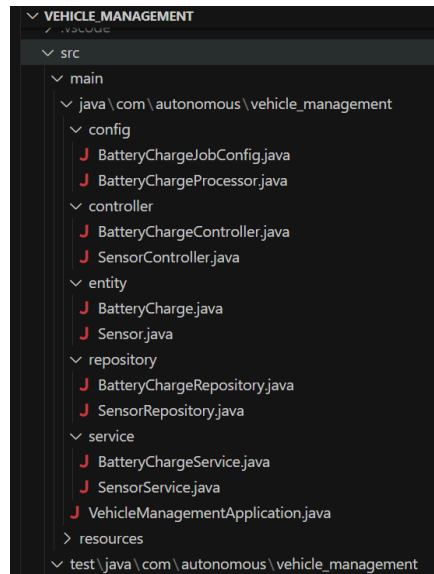 VEHICLE_MANAGEMENT
.vscode
src
main
java\com\autonomous\vehicle_management
config
J BatteryChargeJobConfig.java
J BatteryChargeProcessor.java
controller
J BatteryChargeController.java
J SensorController.java
entity
J BatteryCharge.java
J Sensor.java
repository
J BatteryChargeRepository.java
J SensorRepository.java
service
J BatteryChargeService.java
J SensorService.java
J VehicleManagementApplication.java
resources
test\java\com\autonomous\vehicle_management